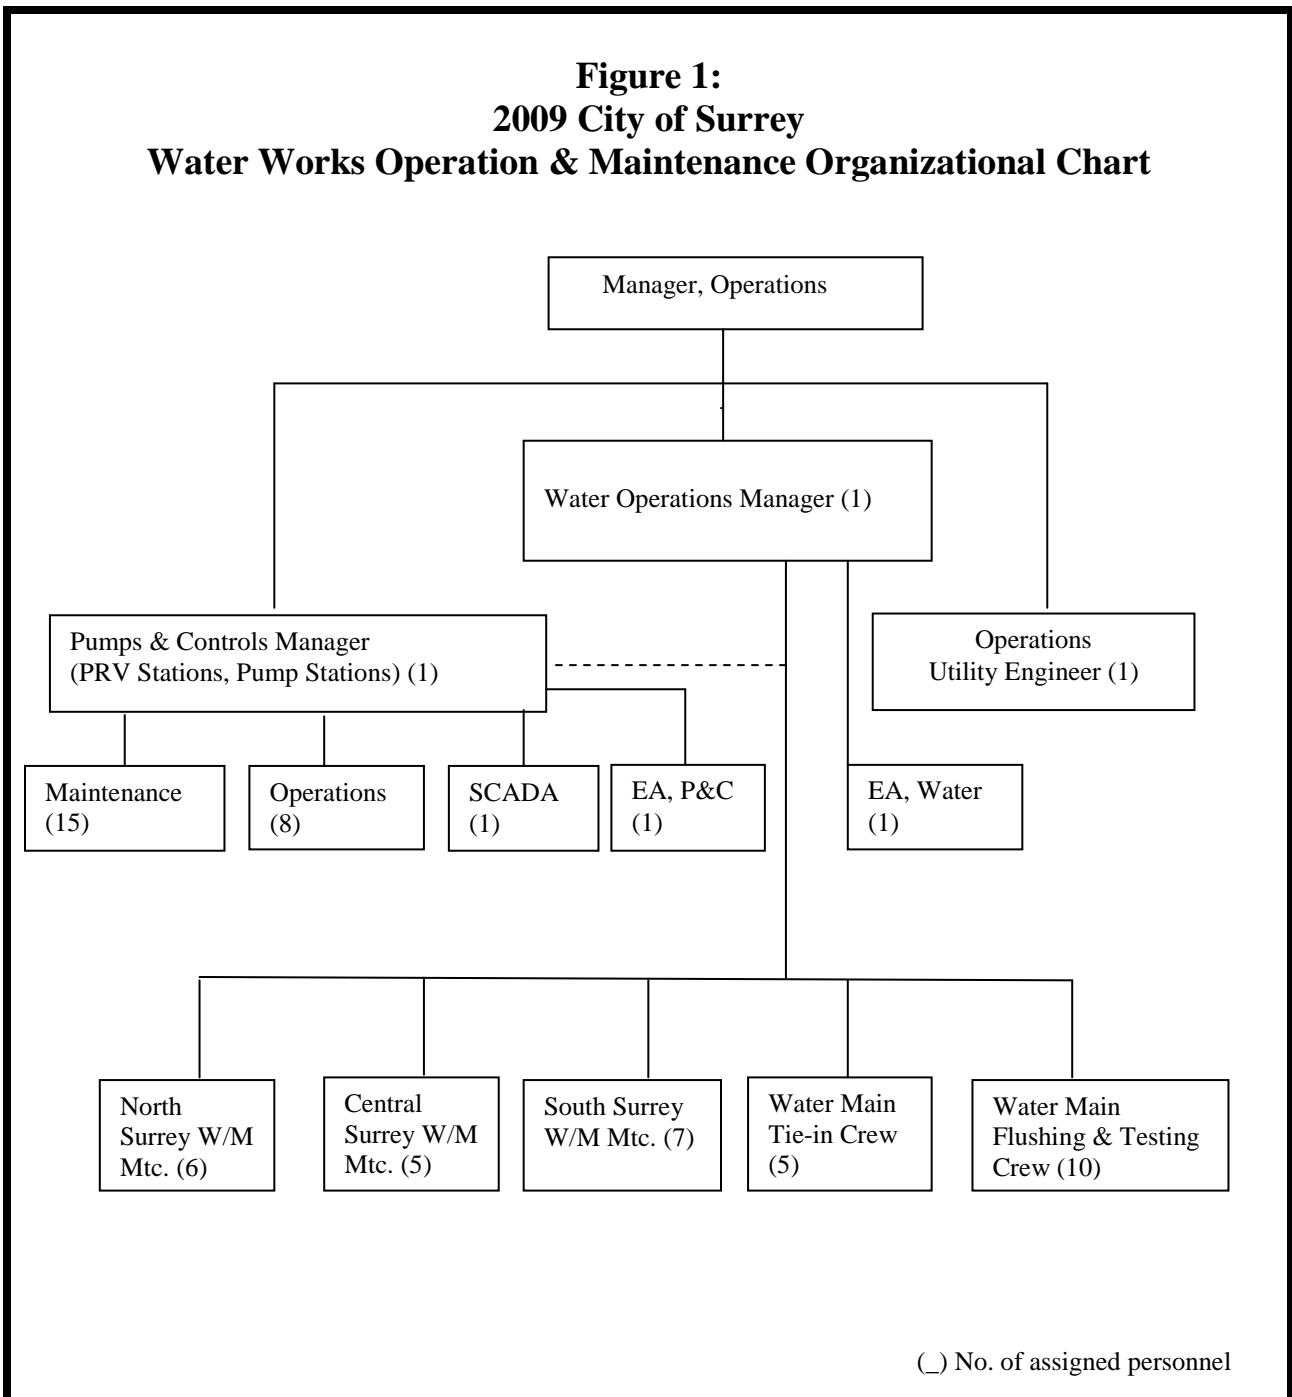 Figure 1:
2009 City of Surrey
Water Works Operation & Maintenance Organizational Chart
Manager, Operations
Water Operations Manager (1)
Pumps & Controls Manager
(PRV Stations, Pump Stations) (1)
Operations
Utility Engineer (1)
Maintenance
(15)
Operations
(8)
SCADA
(1)
EA, P&C
(1)
EA, Water
(1)
North
Surrey W/M
Mtc. (6)
Central
Surrey W/M
Mtc. (5)
South Surrey
W/M Mtc. (7)
Water Main
Tie-in Crew
(5)
Water Main
Flushing & Testing
Crew (10)
(_) No. of assigned personnel